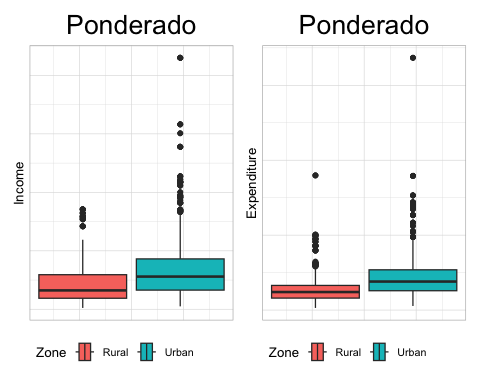 Ponderado
Income
Zone Rural Urban
Ponderado
Expenditure
Zone Rural Urban